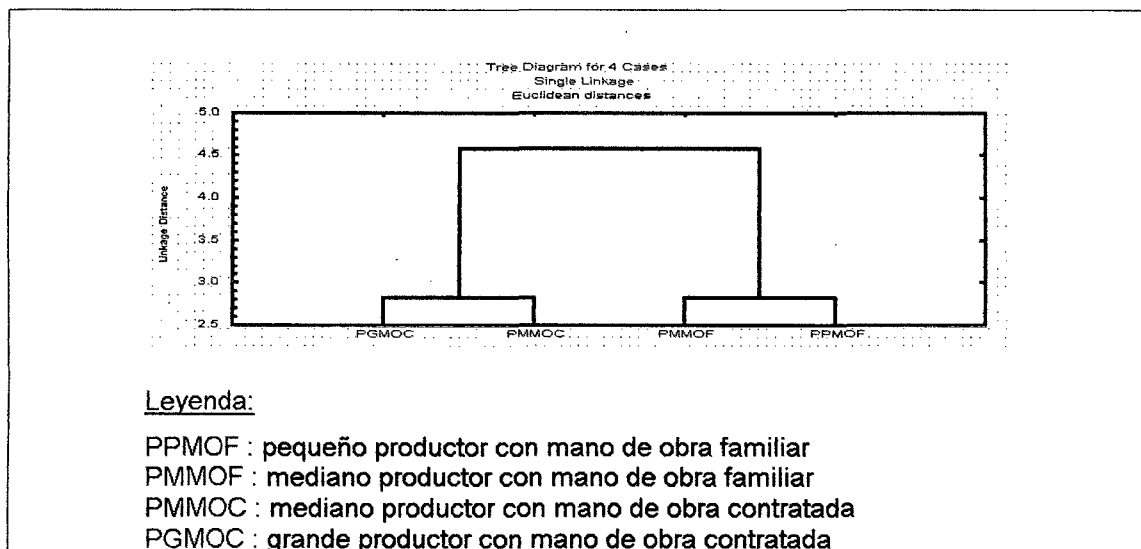 Tree Diagram for 4 Cases
Single Linkage
Euclidean distances
5.0
4.5
4.0
3.5
3.0
2.5
Linkage Distance
PGMOC
PMMOC
PMMOF
PPMOF
Leyenda:
PPMOF : pequeño productor con mano de obra familiar
PMMOF : mediano productor con mano de obra familiar
PMMOC : mediano productor con mano de obra contratada
PGMOC : grande productor con mano de obra contratada